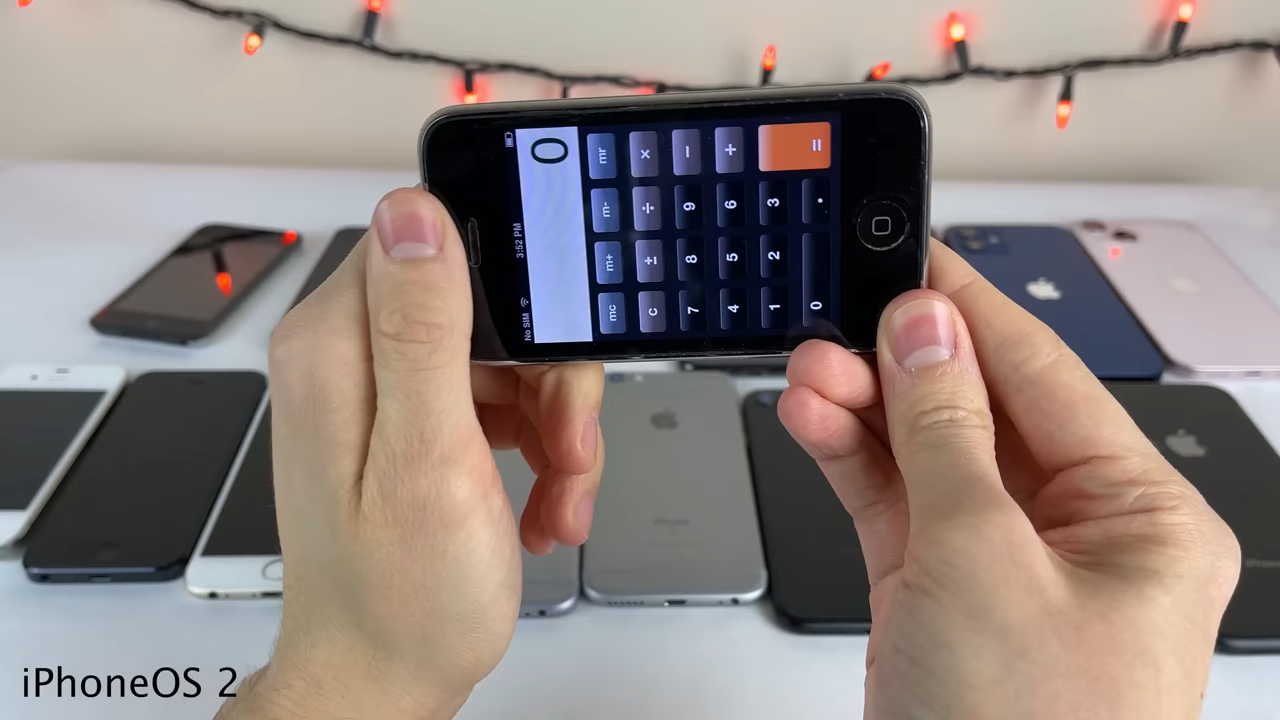 No SIM 3:52 PM
0
mc m+ m- mr
c ± ÷ ×
7 8 9 −
4 5 6 +
1 2 3 =
0 .
iPhoneOS 2